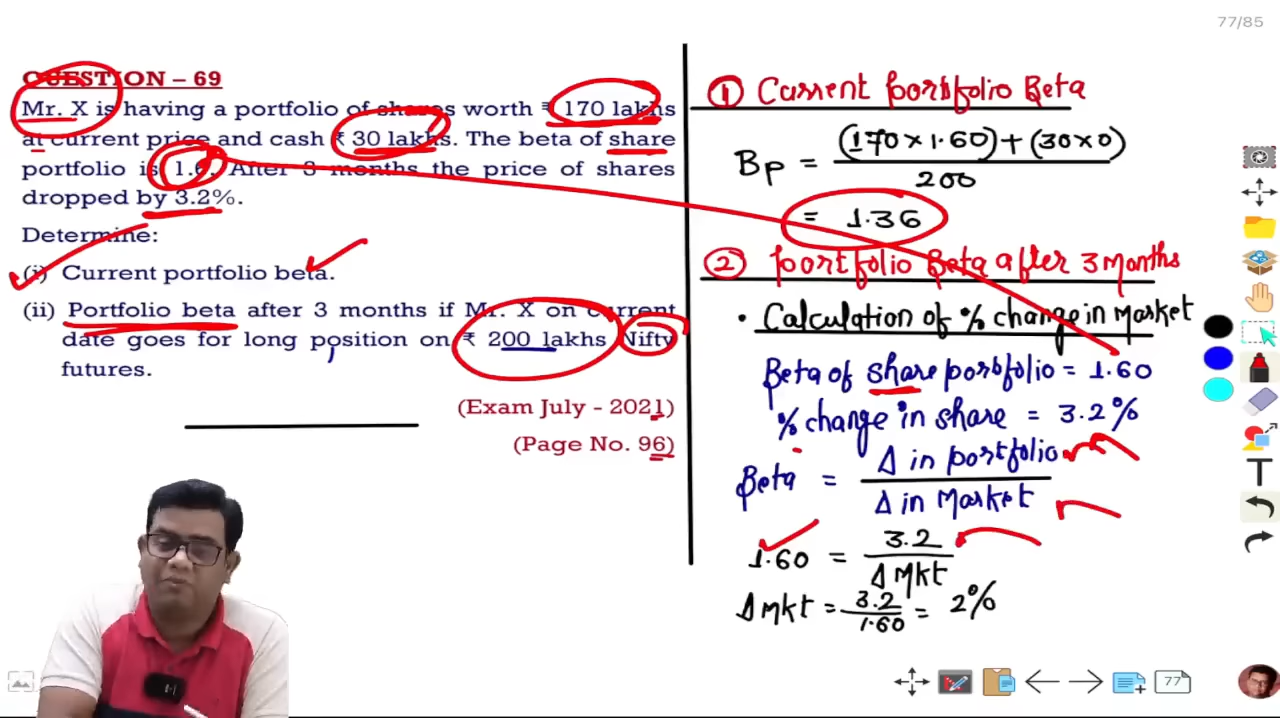 77/85
QUESTION – 69
Mr. X is having a portfolio of shares worth ₹ 170 lakhs
at current price and cash ₹ 30 lakhs. The beta of share
portfolio is 1.6. After 3 months the price of shares
dropped by 3.2%.
Determine:
(i) Current portfolio beta.
(ii) Portfolio beta after 3 months if Mr. X on current
date goes for long position on ₹ 200 lakhs Nifty
futures.
(Exam July - 2021)
(Page No. 96)
① Current portfolio Beta
Bp = (170 x 1.60) + (30 x 0)
200
= 1.36
② portfolio Beta after 3 Months
• Calculation of % change in Market
Beta of share portfolio = 1.60
% change in share = 3.2%
Beta = Δ in portfolio
Δ in Market
1.60 = 3.2
Δ Mkt
Δ mkt = 3.2 = 2%
1.60
77